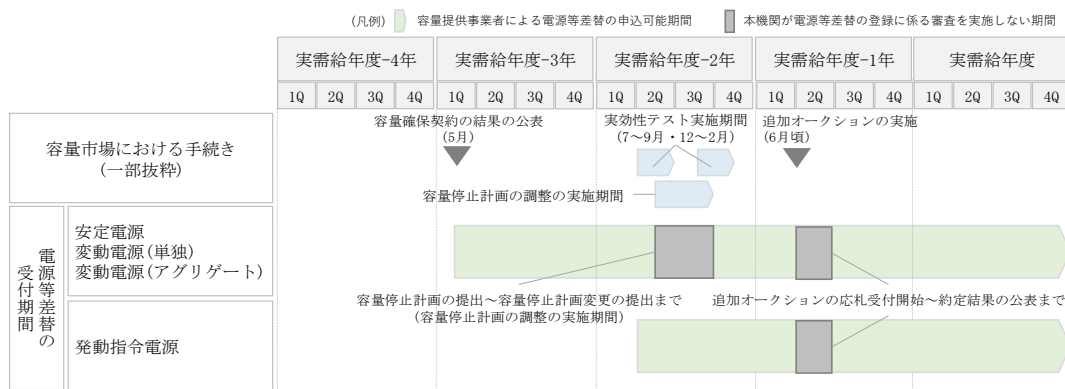 (凡例) 容量提供事業者による電源等差替の申込可能期間 本機関が電源等差替の登録に係る審査を実施しない期間
実需給年度-4年 実需給年度-3年 実需給年度-2年 実需給年度-1年 実需給年度
1Q 2Q 3Q 4Q 1Q 2Q 3Q 4Q 1Q 2Q 3Q 4Q 1Q 2Q 3Q 4Q 1Q 2Q 3Q 4Q
容量市場における手続き
(一部抜粋)
容量確保契約の結果の公表
(5月)
実効性テスト実施期間
(7～9月・12～2月)
追加オークションの実施
(6月頃)
容量停止計画の調整の実施期間
電源等差替の
受付期間
安定電源
変動電源(単独)
変動電源(アグリゲート)
容量停止計画の提出～容量停止計画変更の提出まで
(容量停止計画の調整の実施期間)
追加オークションの応札受付開始～約定結果の公表まで
発動指令電源